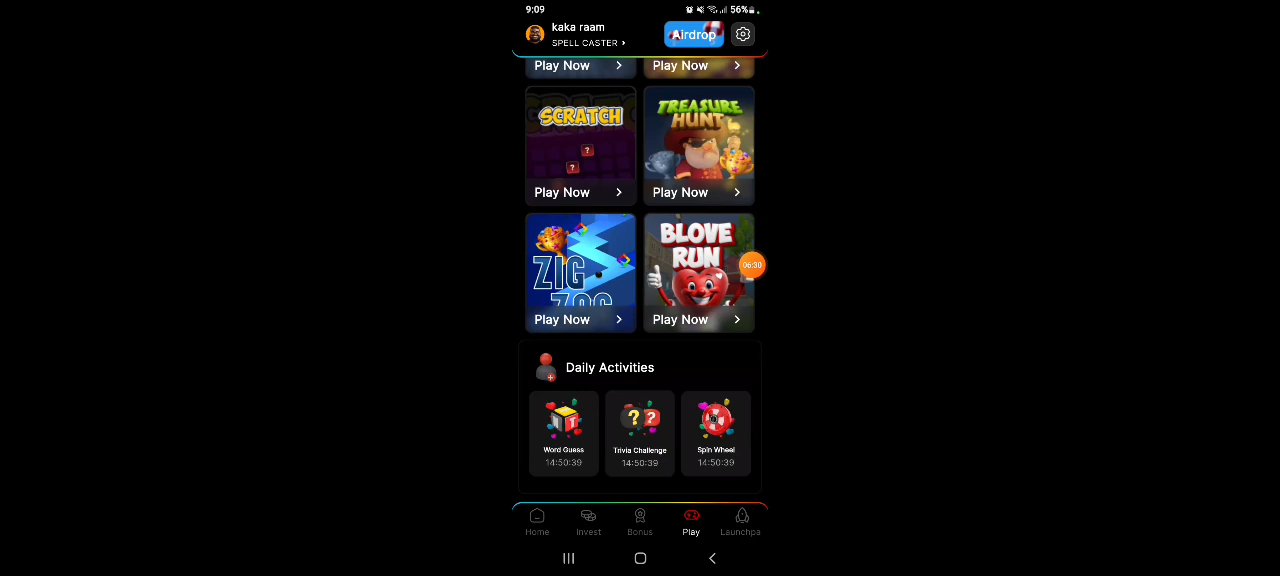 9:09
56%
kaka raam
Airdrop
SPELL CASTER
Play Now
Play Now
SCRATCH
? ?
Play Now
TREASURE
HUNT
Play Now
ZIG
ZAG
Play Now
BLOVE
RUN
06:30
Play Now
Daily Activities
Word Guess
14:50:39
? ?
Trivia Challenge
14:50:39
Spin Wheel
14:50:39
Home
Invest
Bonus
Play
Launchpa